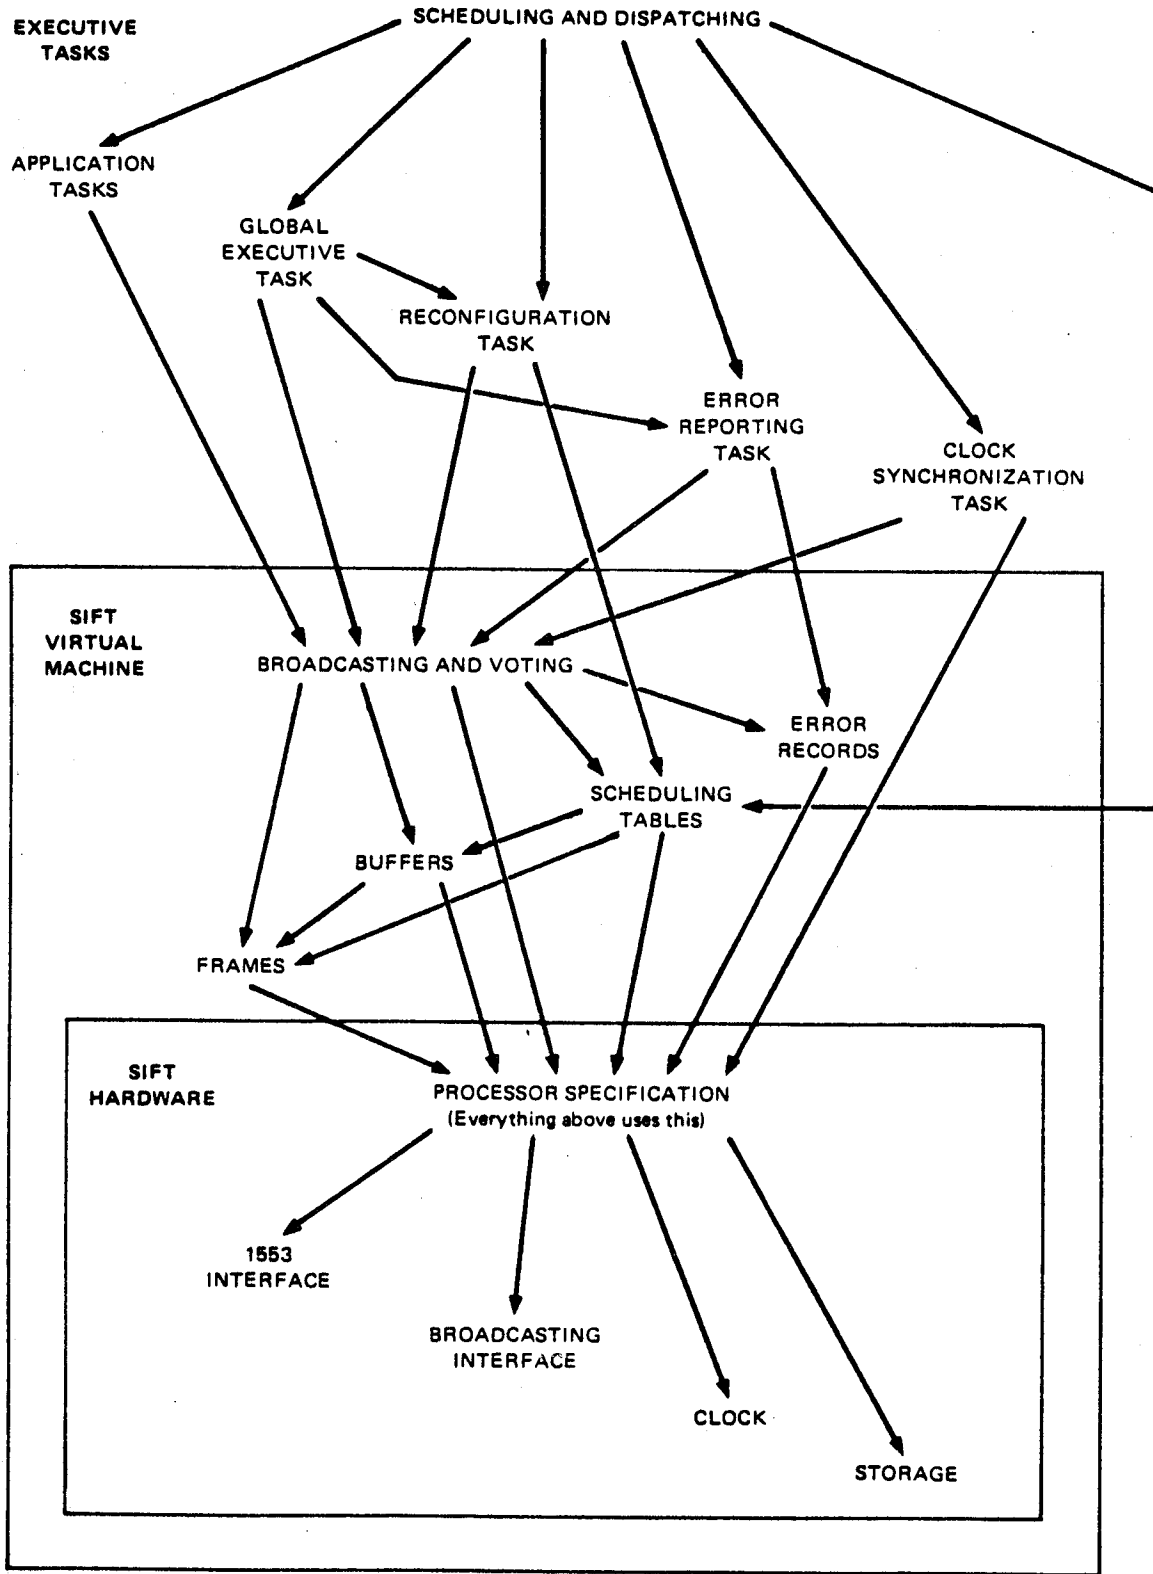 EXECUTIVE
TASKS
SCHEDULING AND DISPATCHING
APPLICATION
TASKS
GLOBAL
EXECUTIVE
TASK
RECONFIGURATION
TASK
ERROR
REPORTING
TASK
CLOCK
SYNCHRONIZATION
TASK
SIFT
VIRTUAL
MACHINE
BROADCASTING AND VOTING
ERROR
RECORDS
SCHEDULING
TABLES
BUFFERS
FRAMES
SIFT
HARDWARE
PROCESSOR SPECIFICATION
(Everything above uses this)
1553
INTERFACE
BROADCASTING
INTERFACE
CLOCK
STORAGE